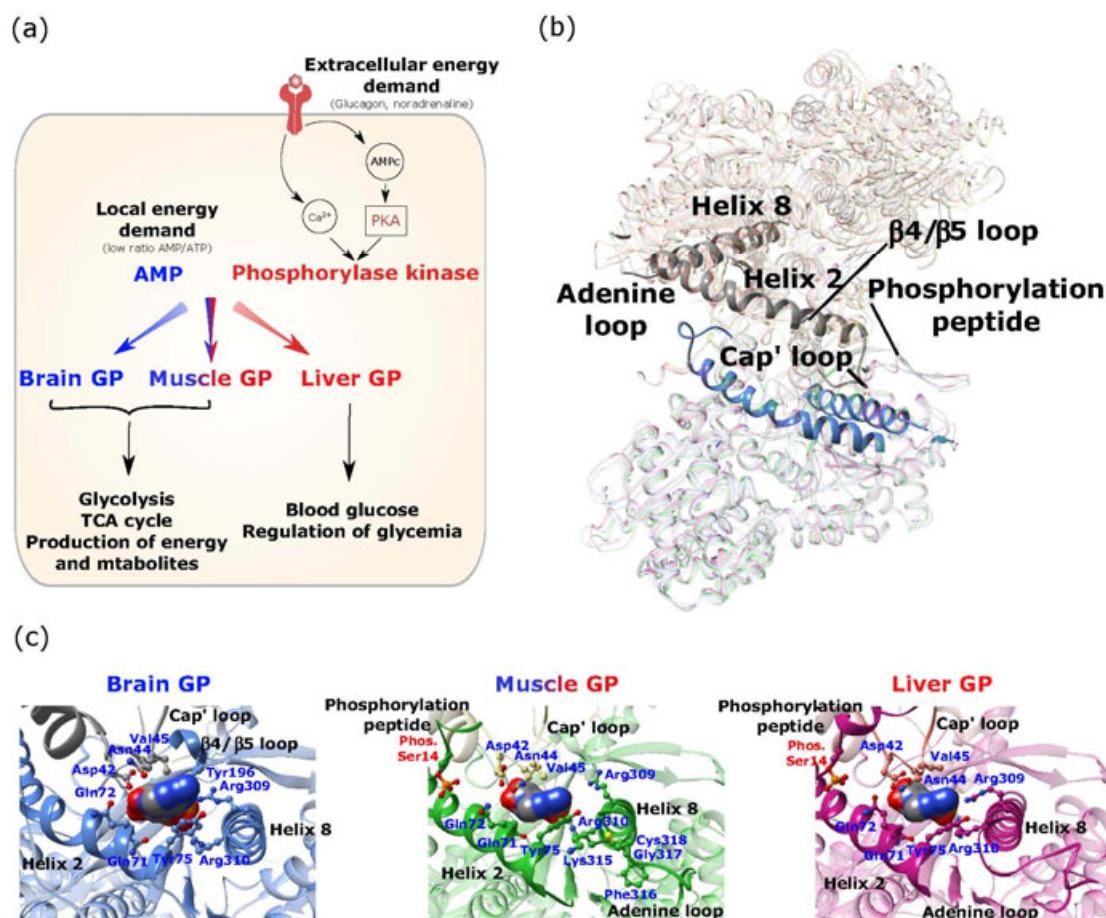 (a)
Extracellular energy
demand
(Glucagon, noradrenaline)
AMPc
Ca²⁺
PKA
Local energy
demand
(low ratio AMP/ATP)
AMP
Phosphorylase kinase
Brain GP
Muscle GP
Liver GP
Glycolysis
TCA cycle
Production of energy
and mtabolites
Blood glucose
Regulation of glycemia
(b)
Helix 8
β4/β5 loop
Helix 2
Adenine
loop
Phosphorylation
peptide
Cap' loop
(c)
Brain GP
Cap' loop
Val45
β4/β5 loop
Asn44
Asp42
Tyr196
Gln72
Arg309
Helix 8
Helix 2
Gln71
Tyr75
Arg310
Muscle GP
Phosphorylation
peptide
Cap' loop
Phos.
Ser14
Asp42
Asn44
Val45
Arg309
Gln72
Arg310
Helix 8
Gln71
Tyr75
Cys318
Lys315
Gly317
Helix 2
Phe316
Adenine loop
Liver GP
Phosphorylation
peptide
Cap' loop
Phos.
Ser14
Asp42
Val45
Asn44
Arg309
Gln72
Helix 8
Gln71
Tyr75
Arg310
Helix 2
Adenine loop